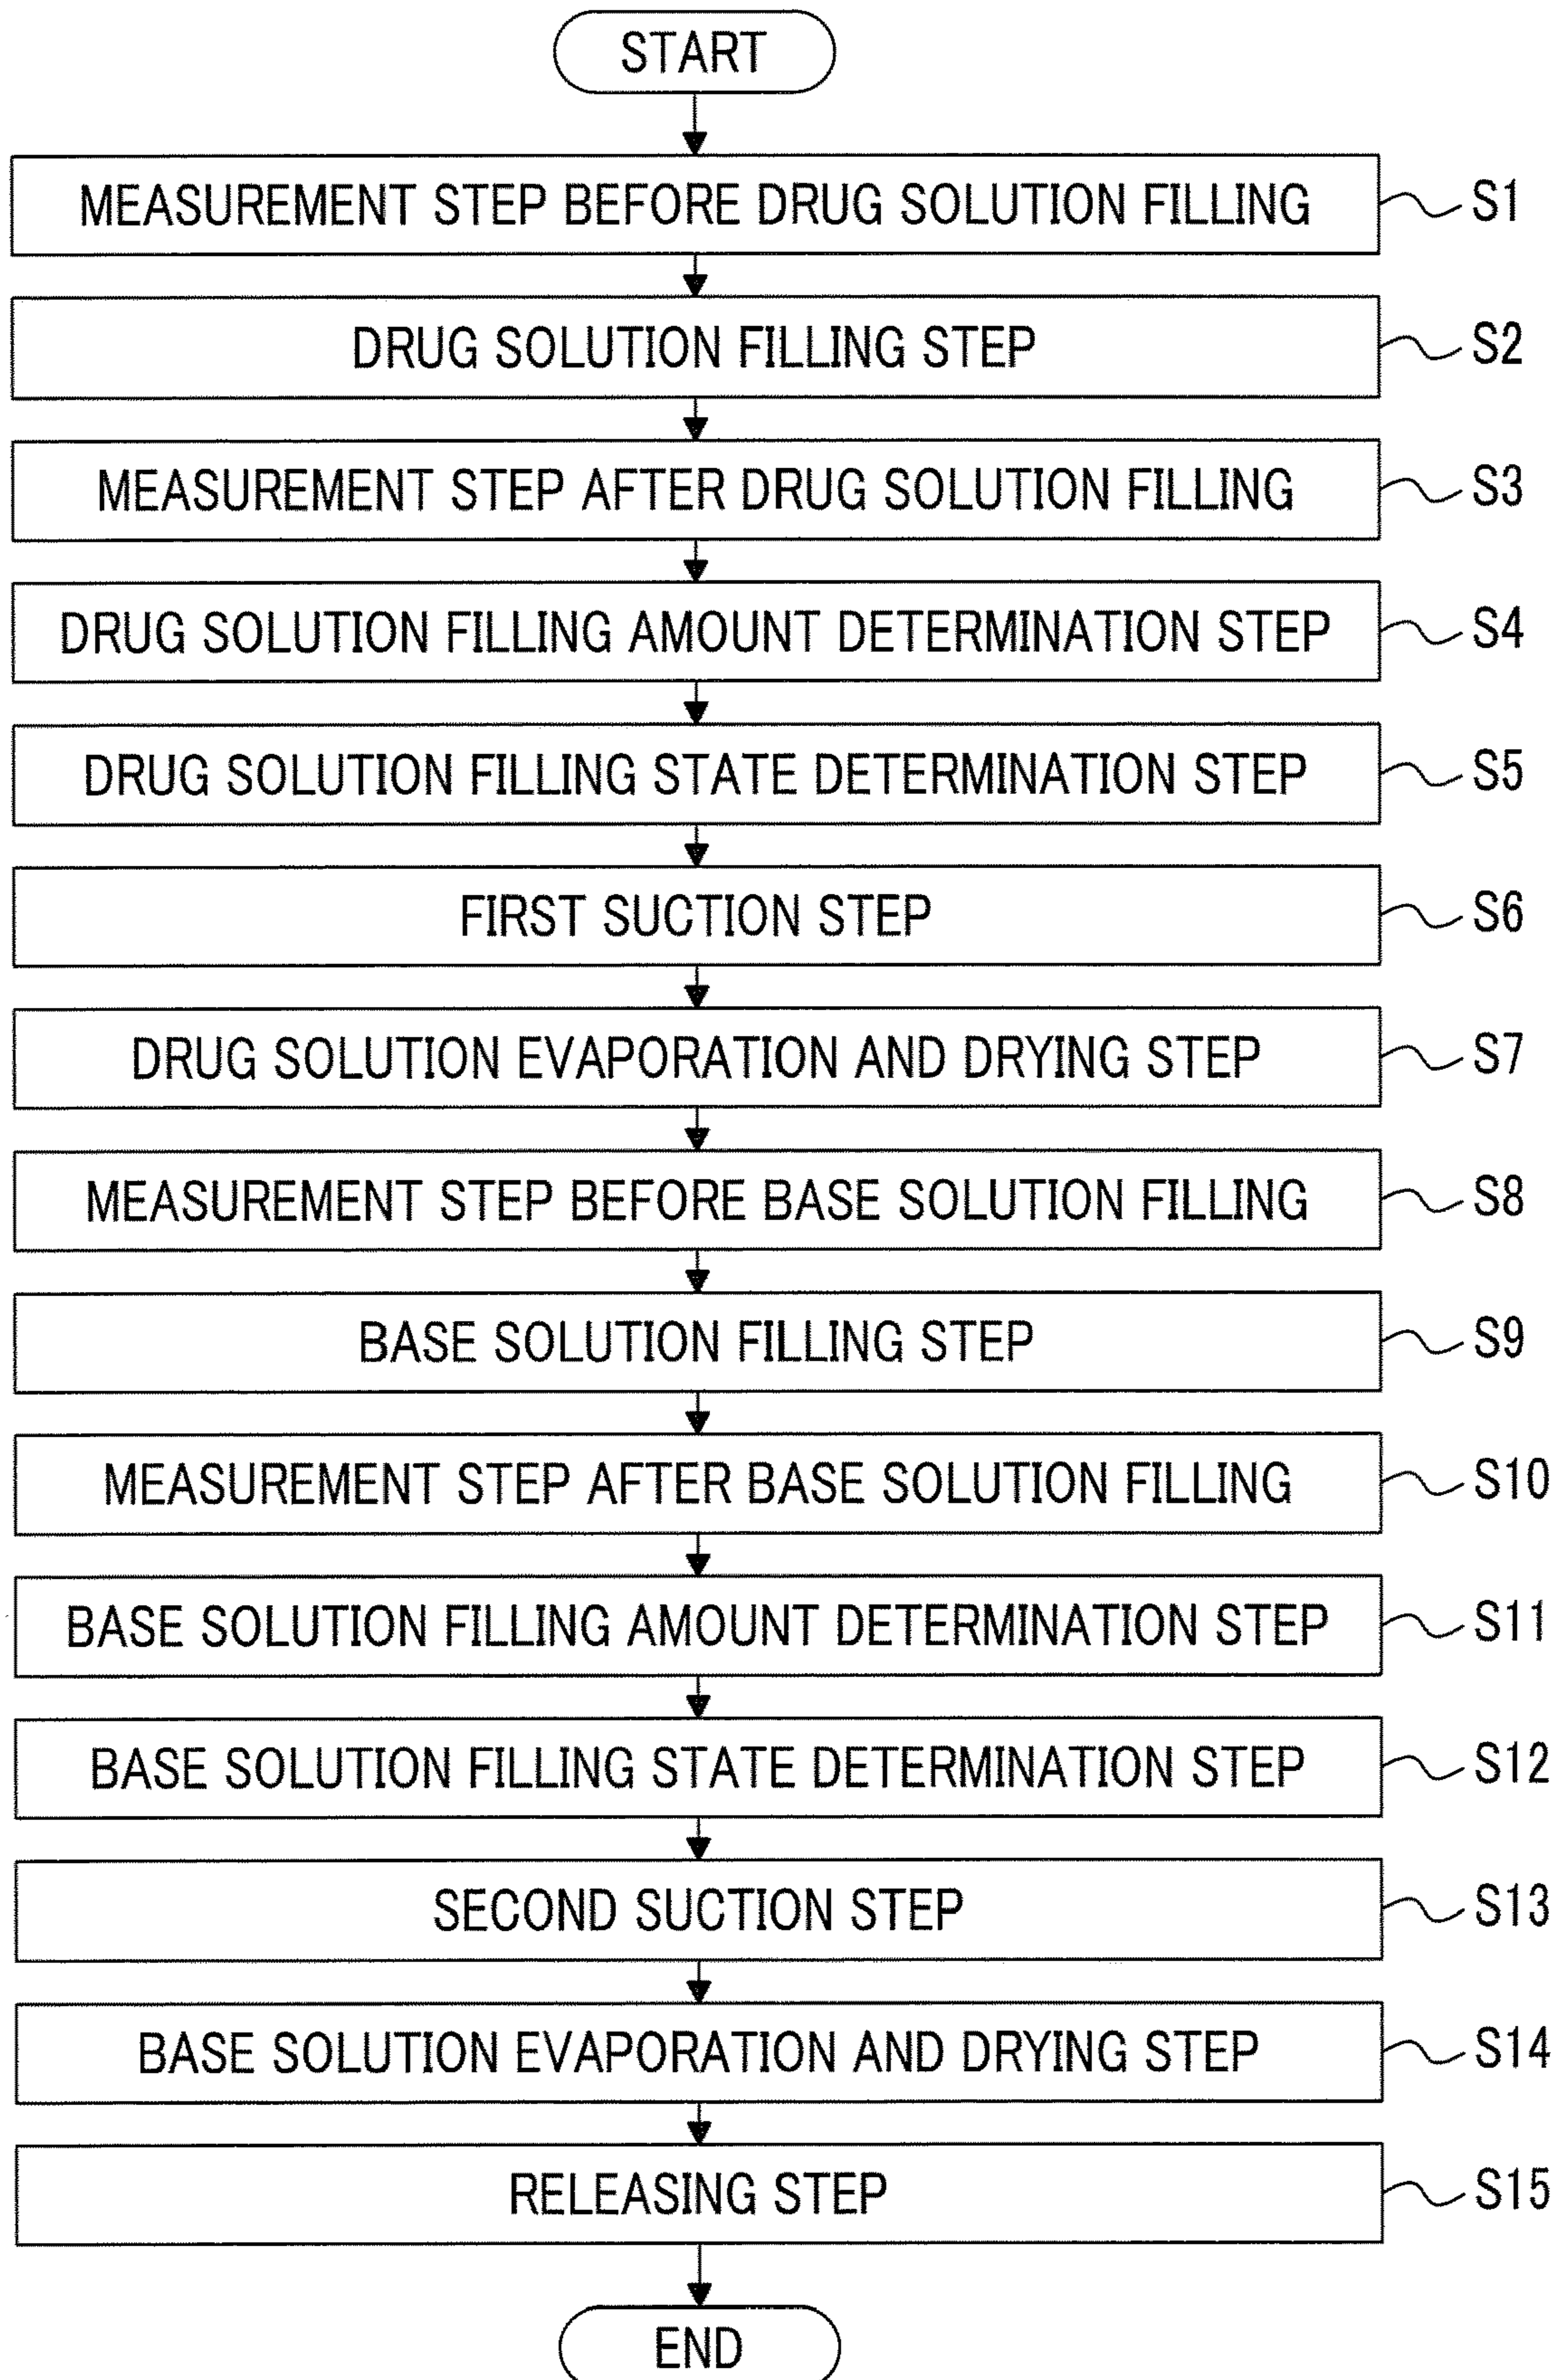 START
MEASUREMENT STEP BEFORE DRUG SOLUTION FILLING S1
DRUG SOLUTION FILLING STEP S2
MEASUREMENT STEP AFTER DRUG SOLUTION FILLING S3
DRUG SOLUTION FILLING AMOUNT DETERMINATION STEP S4
DRUG SOLUTION FILLING STATE DETERMINATION STEP S5
FIRST SUCTION STEP S6
DRUG SOLUTION EVAPORATION AND DRYING STEP S7
MEASUREMENT STEP BEFORE BASE SOLUTION FILLING S8
BASE SOLUTION FILLING STEP S9
MEASUREMENT STEP AFTER BASE SOLUTION FILLING S10
BASE SOLUTION FILLING AMOUNT DETERMINATION STEP S11
BASE SOLUTION FILLING STATE DETERMINATION STEP S12
SECOND SUCTION STEP S13
BASE SOLUTION EVAPORATION AND DRYING STEP S14
RELEASING STEP S15
END